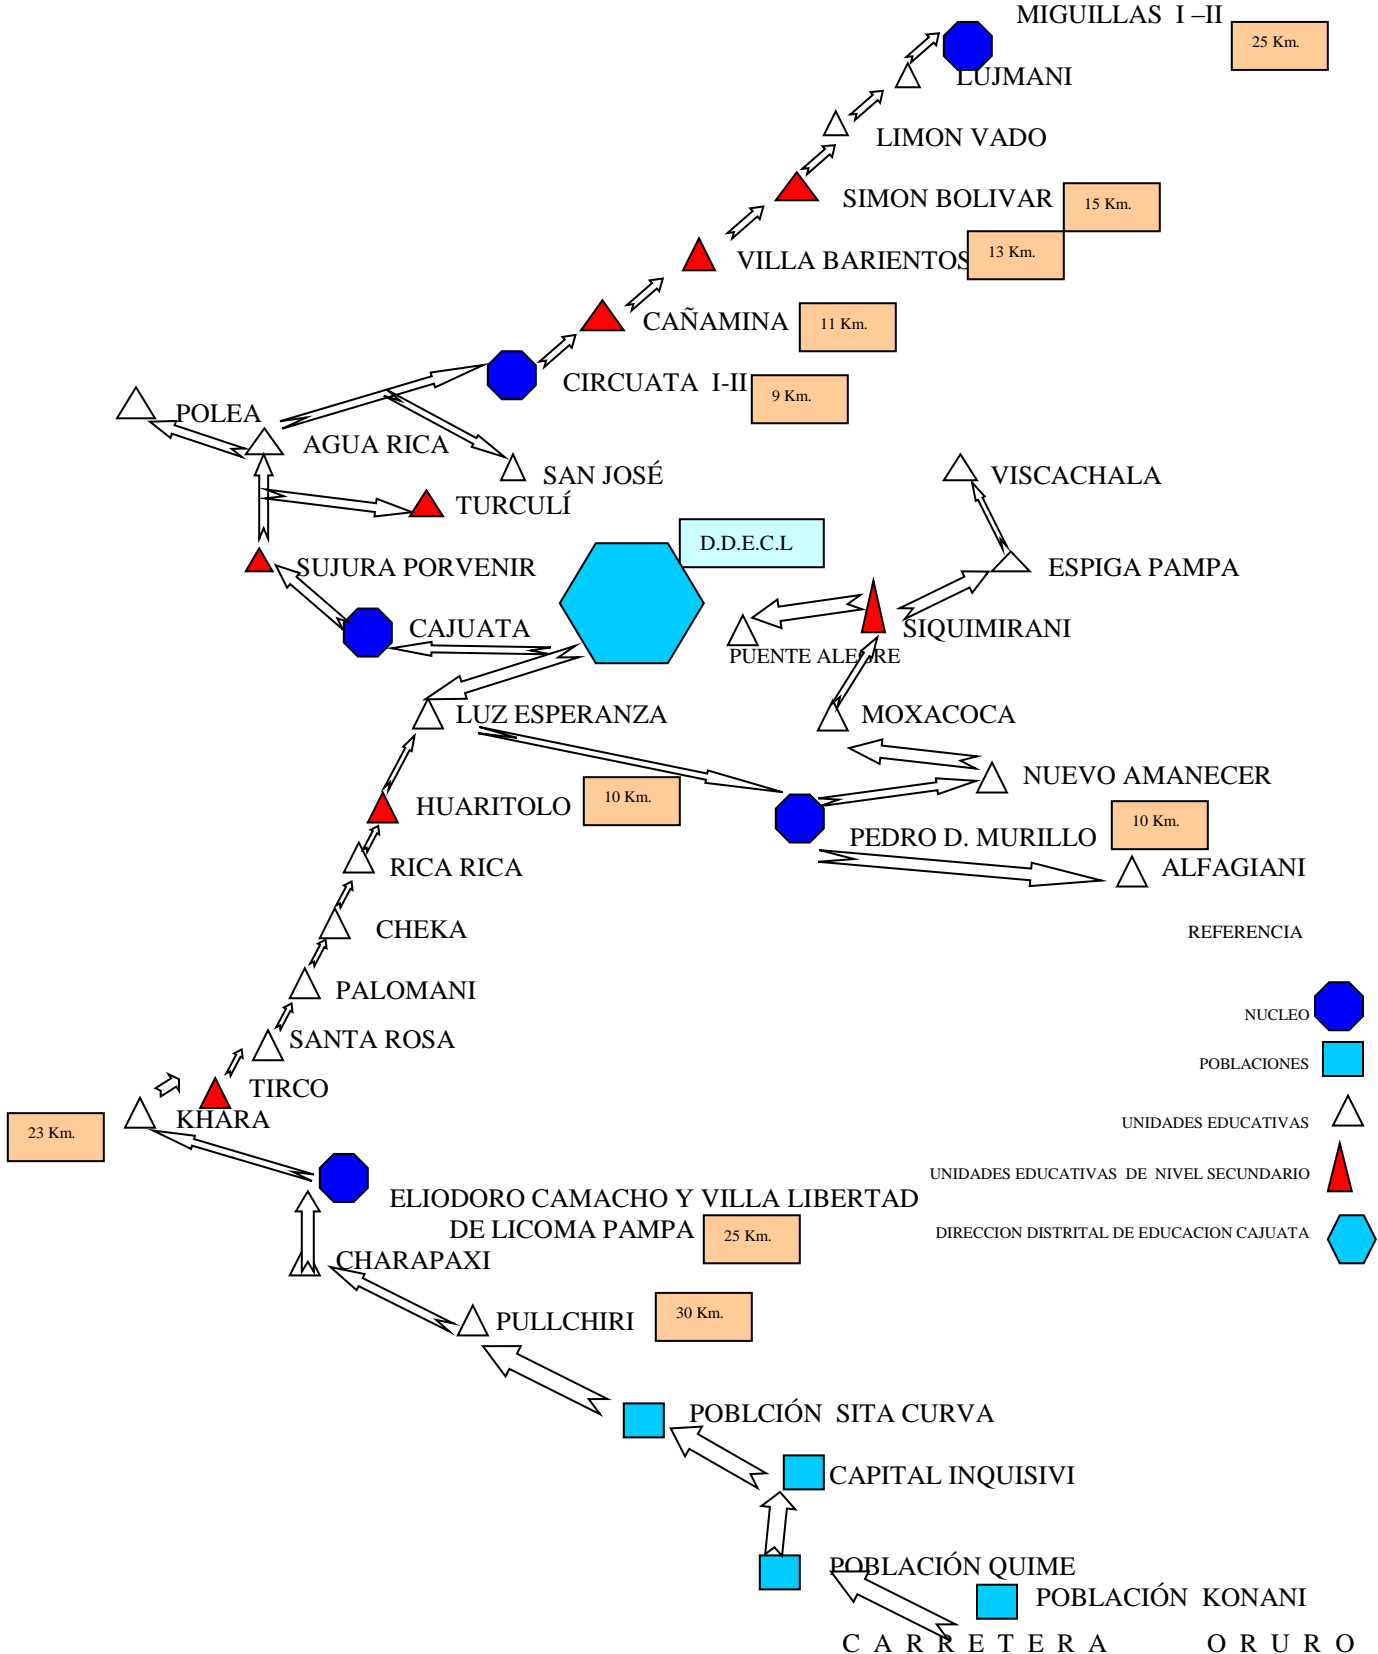 MIGUILLAS I –II
25 Km.
LUJMANI
LIMON VADO
SIMON BOLIVAR
15 Km.
VILLA BARIENTOS
13 Km.
CAÑAMINA
11 Km.
CIRCUATA I-II
9 Km.
POLEA
AGUA RICA
SAN JOSÉ
VISCACHALA
TURCULÍ
D.D.E.C.L
SUJURA PORVENIR
ESPIGA PAMPA
CAJUATA
SIQUIMIRANI
PUENTE ALEGRE
LUZ ESPERANZA
MOXACOCA
NUEVO AMANECER
HUARITOLO
10 Km.
PEDRO D. MURILLO
10 Km.
RICA RICA
ALFAGIANI
CHEKA
REFERENCIA
PALOMANI
NUCLEO
SANTA ROSA
POBLACIONES
TIRCO
KHARA
23 Km.
UNIDADES EDUCATIVAS
UNIDADES EDUCATIVAS DE NIVEL SECUNDARIO
ELIODORO CAMACHO Y VILLA LIBERTAD
DE LICOMA PAMPA
25 Km.
DIRECCION DISTRITAL DE EDUCACION CAJUATA
CHARAPAXI
PULLCHIRI
30 Km.
POBLCIÓN SITA CURVA
CAPITAL INQUISIVI
POBLACIÓN QUIME
POBLACIÓN KONANI
C A R R E T E R A O R U R O